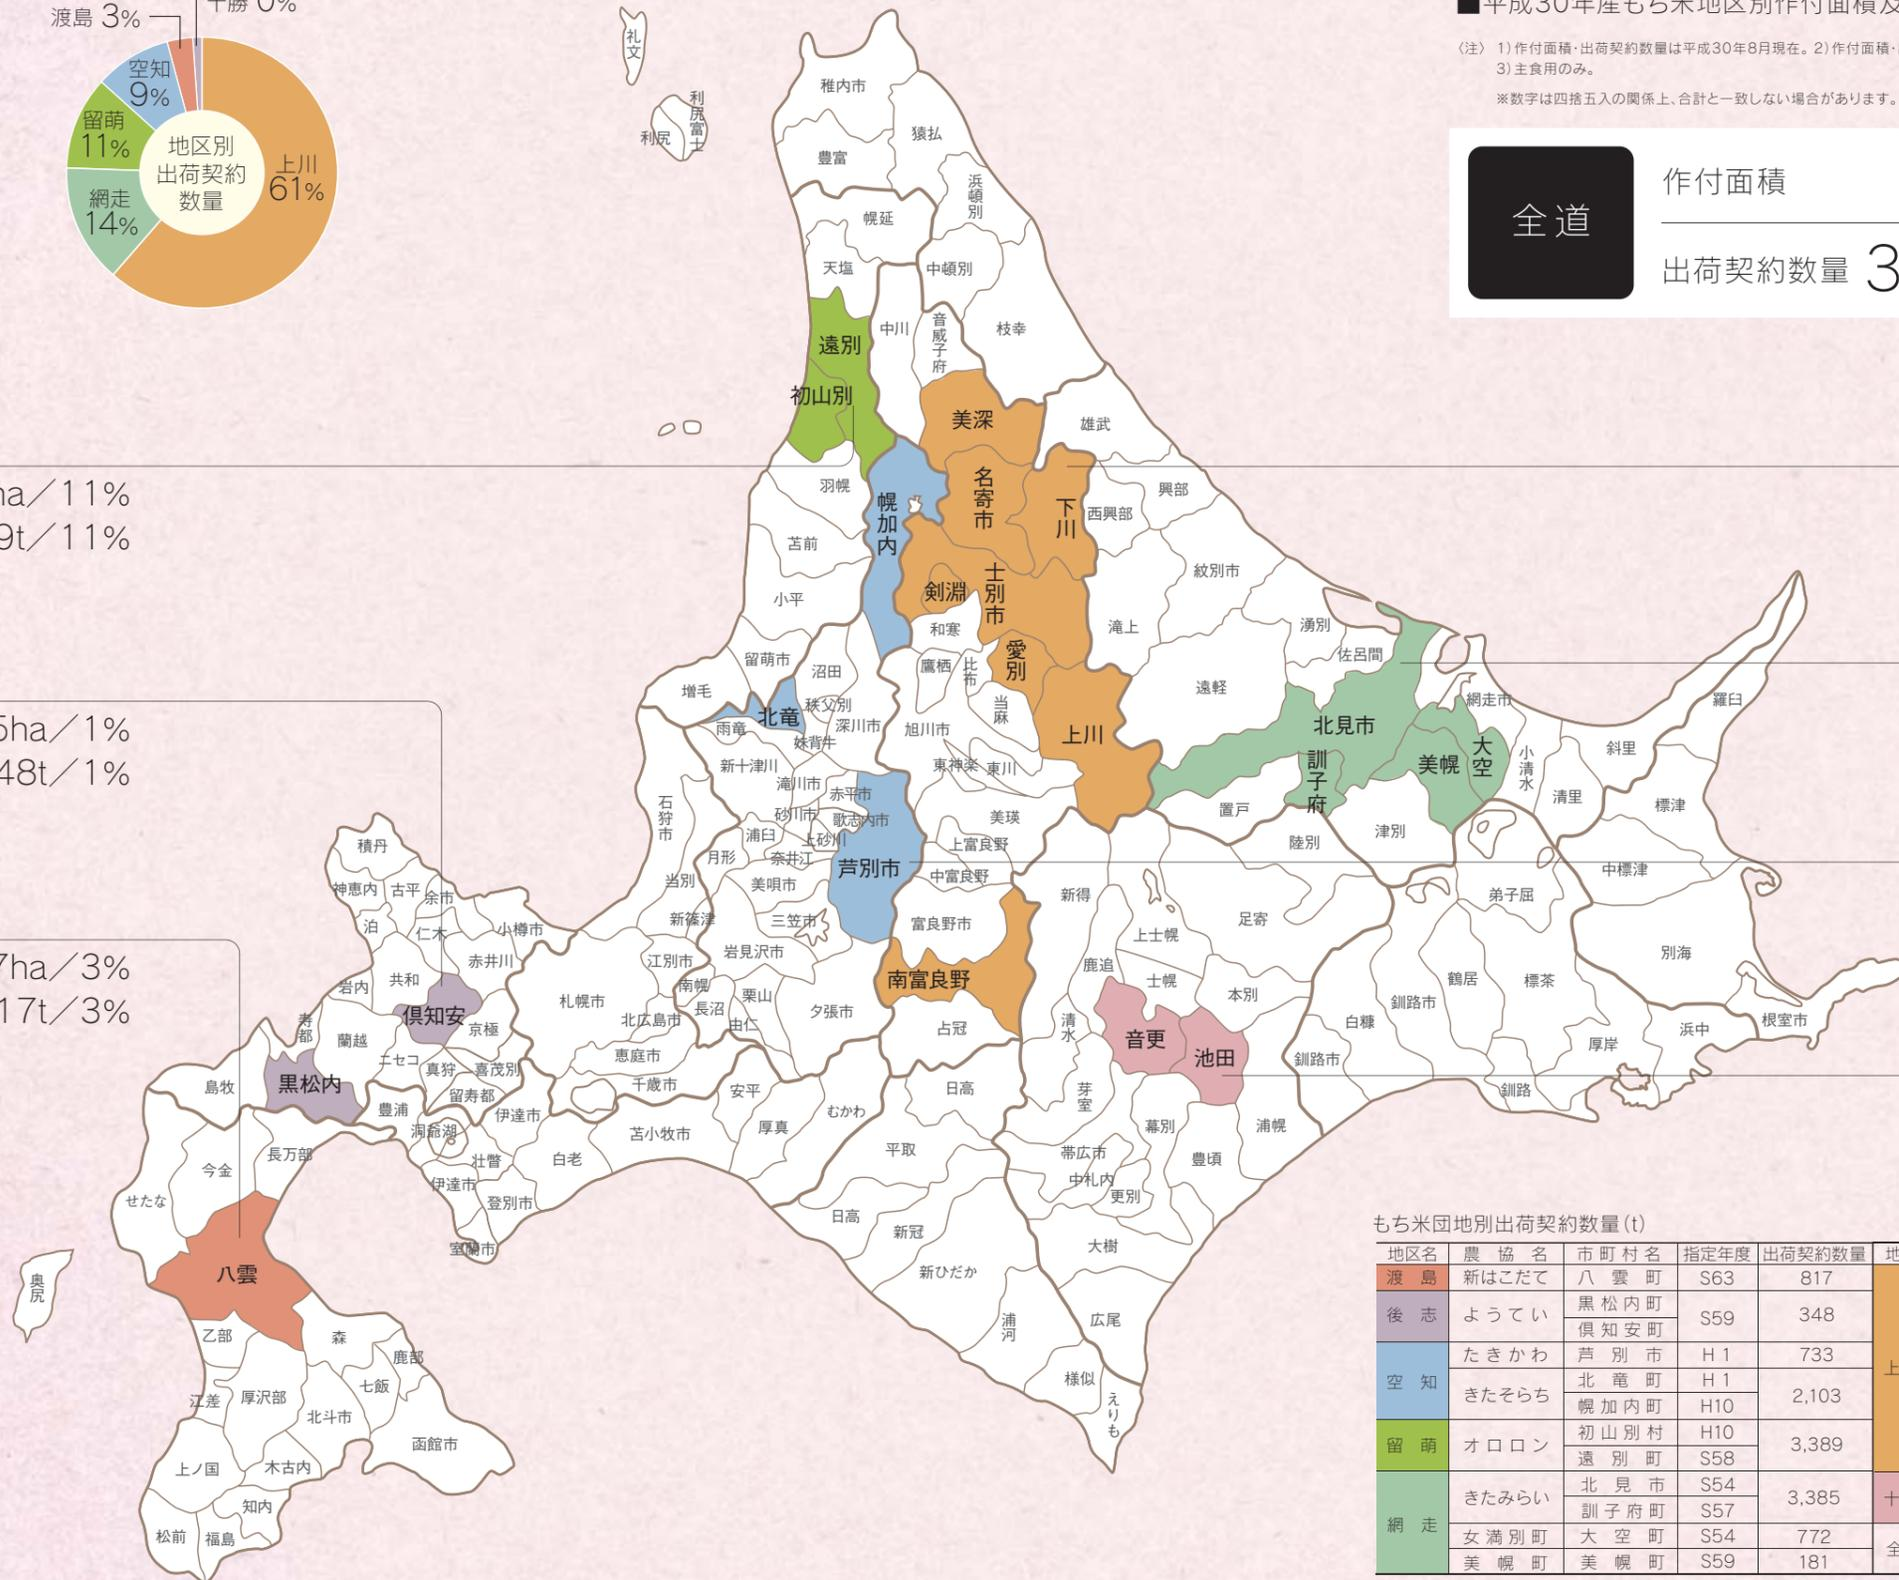 渡島 3%
十勝 0%
空知
9%
留萌
11%
網走
14%
上川
61%
地区別
出荷契約
数量
■平成30年産もち米地区別作付面積及
〈注〉 1)作付面積・出荷契約数量は平成30年8月現在。2)作付面積・
3)主食用のみ。
※数字は四捨五入の関係上、合計と一致しない場合があります。
全道
作付面積
出荷契約数量 3
ha／11%
9t／11%
5ha／1%
48t／1%
7ha／3%
17t／3%
礼文
利尻富士
利尻
稚内市
猿払
豊富
浜頓別
幌延
天塩
中頓別
中川
音威子府
枝幸
遠別
初山別
美深
雄武
羽幌
幌加内
名寄市
下川
興部
西興部
苫前
紋別市
小平
剣淵
士別市
和寒
滝上
湧別
佐呂間
留萌市
沼田
鷹栖
比布
愛別
遠軽
網走市
羅臼
増毛
北竜
秩父別
当麻
雨竜
深川市
旭川市
上川
北見市
妹背牛
美幌
大空
小清水
斜里
新十津川
東神楽
東川
訓子府
滝川市
赤平市
清里
標津
石狩市
砂川市
歌志内市
美瑛
置戸
浦臼
上砂川
上富良野
陸別
津別
積丹
月形
奈井江
芦別市
中富良野
中標津
神恵内
古平
余市
当別
美唄市
新得
弟子屈
泊
仁木
小樽市
新篠津
三笠市
富良野市
上士幌
足寄
共和
赤井川
江別市
岩見沢市
鹿追
別海
岩内
札幌市
南幌
南富良野
士幌
本別
鶴居
標茶
倶知安
長沼
栗山
夕張市
釧路市
寿都
京極
北広島市
由仁
占冠
清水
白糠
浜中
根室市
蘭越
ニセコ
真狩
喜茂別
恵庭市
音更
池田
釧路市
厚岸
島牧
黒松内
留寿都
千歳市
安平
日高
芽室
釧路
豊浦
伊達市
むかわ
洞爺湖
苫小牧市
厚真
幕別
浦幌
長万部
今金
壮瞥
白老
平取
帯広市
豊頃
せたな
伊達市
登別市
中札内
更別
室蘭市
日高
新冠
大樹
八雲
新ひだか
奥尻
乙部
森
浦河
広尾
鹿部
江差
厚沢部
七飯
様似
北斗市
えりも
函館市
上ノ国
木古内
知内
松前
福島
もち米団地別出荷契約数量(t)
地区名 農協名 市町村名 指定年度 出荷契約数量 地
渡島 新はこだて 八雲町 S63 817
後志 ようてい 黒松内町 S59 348
倶知安町
空知 たきかわ 芦別市 H1 733
きたそらち 北竜町 H1 2,103
幌加内町 H10
留萌 オロロン 初山別村 H10 3,389
遠別町 S58
網走 きたみらい 北見市 S54 3,385
訓子府町 S57
女満別町 大空町 S54 772
美幌町 美幌町 S59 181
上
十
全